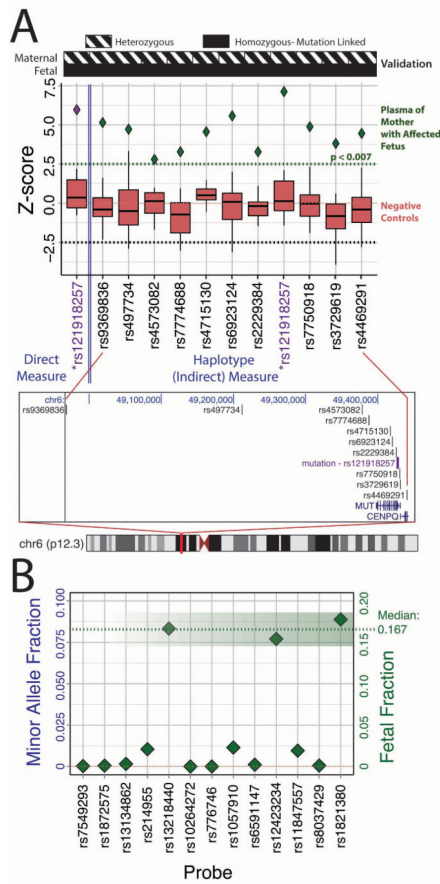 A
Heterozygous
Homozygous- Mutation Linked
Maternal
Fetal
Validation
7.5
5.0
2.5
0.0
−2.5
Z-score
Plasma of
Mother
with Affected
Fetus
p < 0.007
Negative
Controls
*rs121918257
rs9369836
rs497734
rs4573082
rs7774688
rs4715130
rs6923124
rs2229384
*rs121918257
rs7750918
rs3729619
rs4469291
Direct
Measure
Haplotype
(Indirect) Measure
chr6:
49,100,000
49,200,000
49,300,000
49,400,000
rs9369836
rs497734
rs4573082
rs7774688
rs4715130
rs6923124
rs2229384
mutation - rs121918257
rs7750918
rs3729619
rs4469291
MUT
CENPQ
chr6 (p12.3)
B
Minor Allele Fraction
0.100
0.075
0.050
0.025
0
0.20
0.15
0.10
0.05
0
Fetal Fraction
Median:
0.167
rs7549293
rs1872575
rs13134862
rs214955
rs13218440
rs10264272
rs776746
rs1057910
rs6591147
rs12423234
rs11847557
rs8037429
rs1821380
Probe